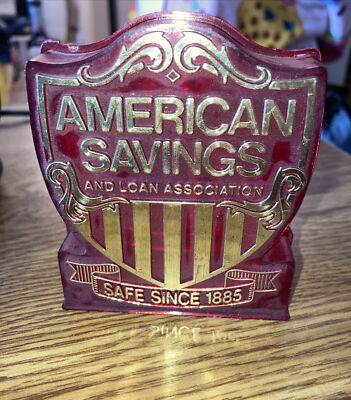 AMERICAN
SAVINGS
AND LOAN ASSOCIATION
SAFE SINCE 1885